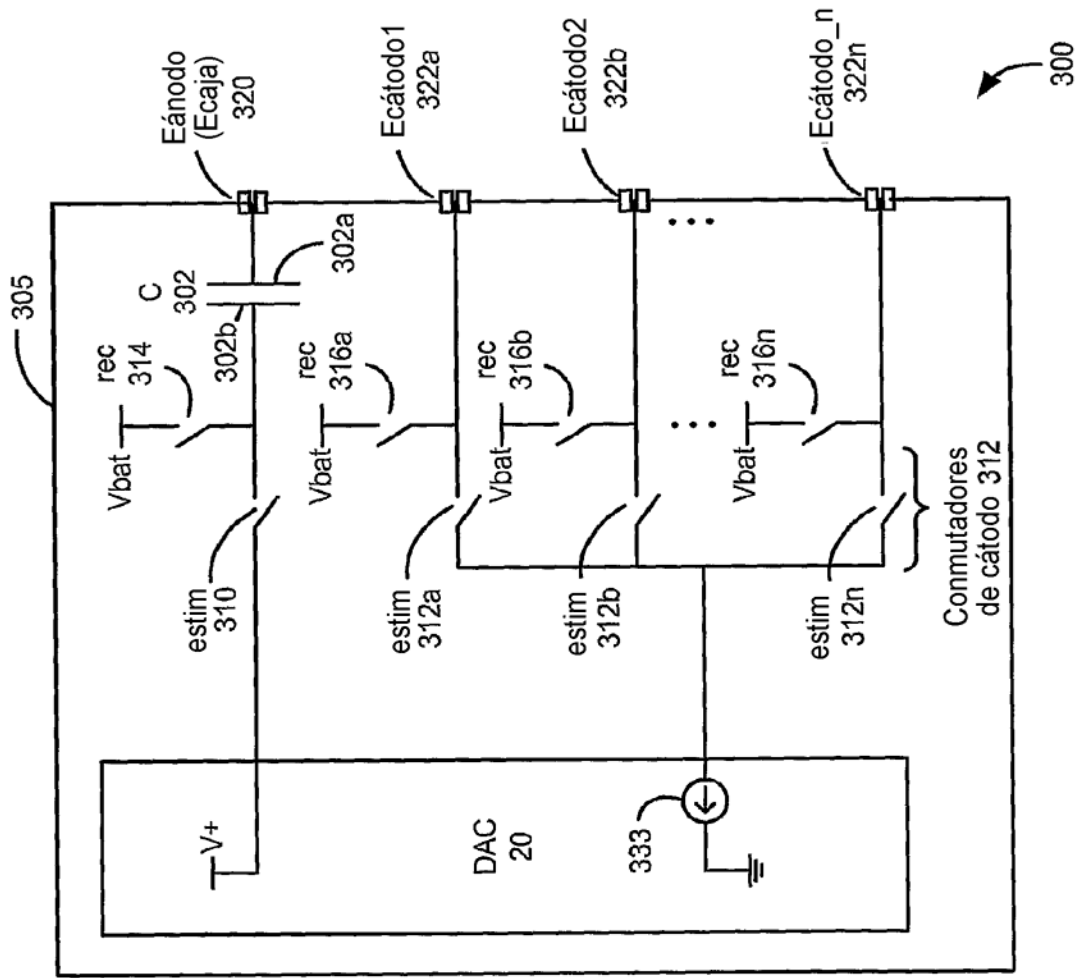 305
V+
estim
310
Vbat
rec
314
C
302
302b
302a
Eánodo
(Ecaja)
320
estim
312a
Vbat
rec
316a
Ecátodo1
322a
DAC
20
estim
312b
Vbat
rec
316b
Ecátodo2
322b
333
estim
312n
Vbat
rec
316n
Ecátodo_n
322n
Conmutadores
de cátodo 312
300